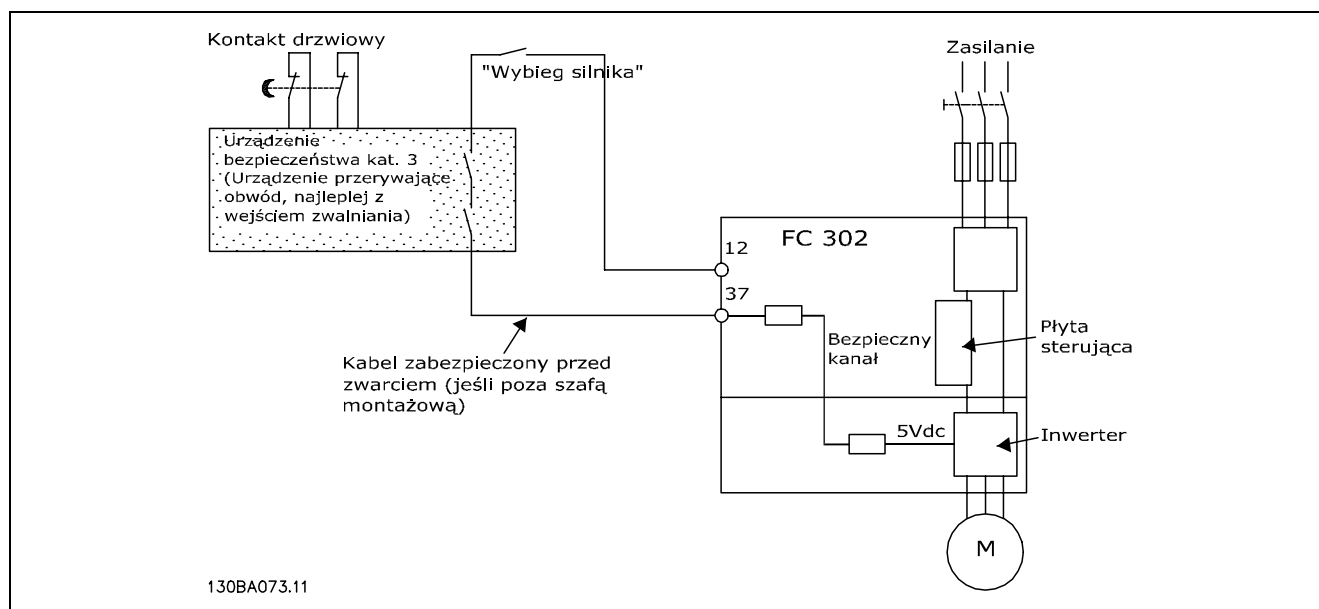 Kontakt drzwiowy
"Wybieg silnika"
Zasilanie
Urządzenie
bezpieczeństwa kat. 3
(Urządzenie przerywające
obwód, najleplej z
wejściem zwalniania)
FC 302
12
37
Bezpieczny
kanał
Płyta
sterująca
Kabel zabezpieczony przed
zwarciem (jeśli poza szafą
montażową)
5Vdc
Inwerter
M
130BA073.11